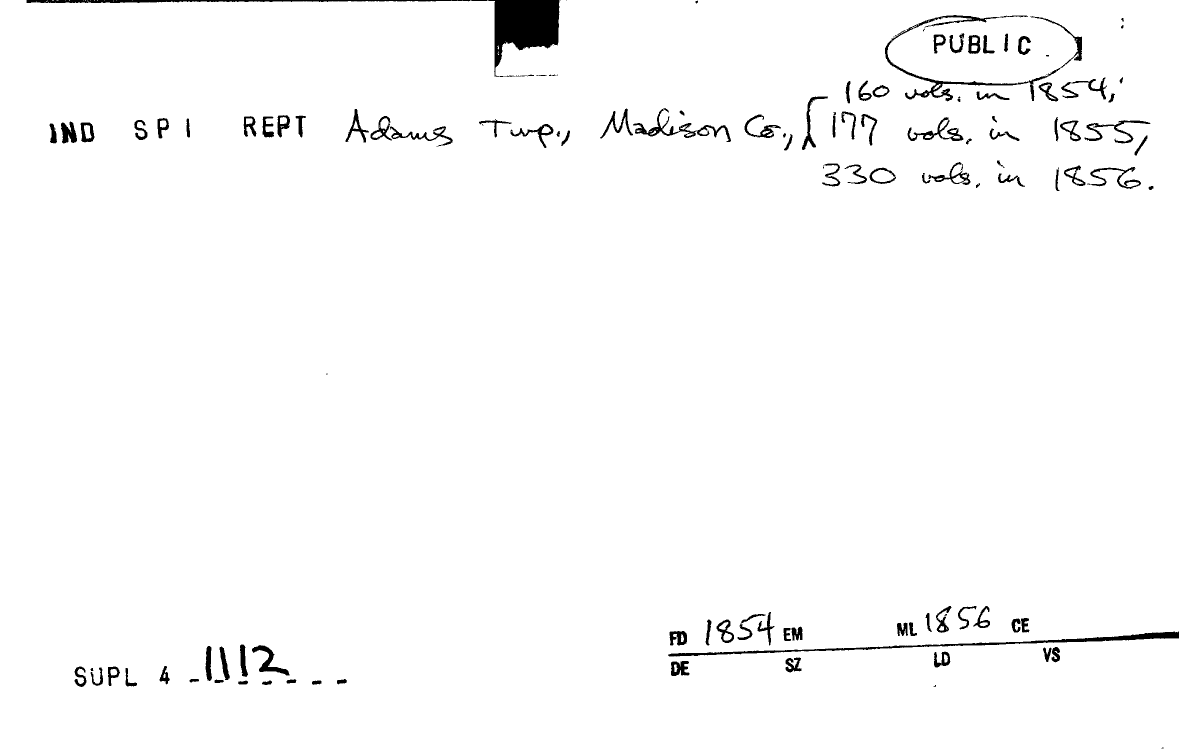 PUBLIC
160 vols. in 1854,
IND SPI REPT Adams Twp., Madison Co., 177 vols. in 1855,
330 vols. in 1856.
FD 1854 EM ML 1856 CE
DE SZ LD VS
SUPL 4 1112